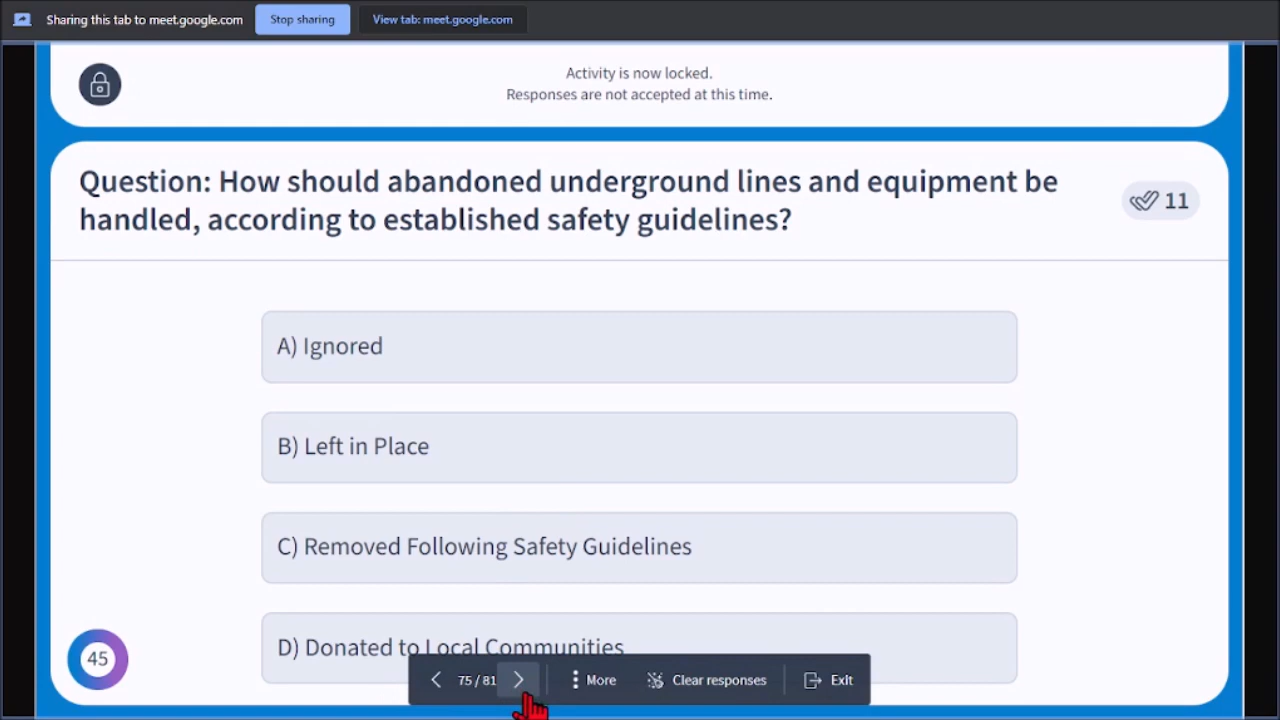 Sharing this tab to meet.google.com
Stop sharing
View tab: meet.google.com
Activity is now locked.
Responses are not accepted at this time.
Question: How should abandoned underground lines and equipment be
handled, according to established safety guidelines?
11
A) Ignored
B) Left in Place
C) Removed Following Safety Guidelines
D) Donated to Local Communities
45
75 / 81
More
Clear responses
Exit